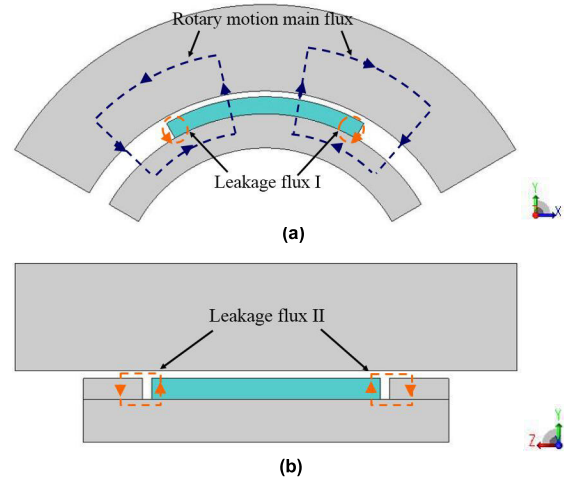 Rotary motion main flux
Leakage flux I
Y
X
(a)
Leakage flux II
Y
Z
(b)